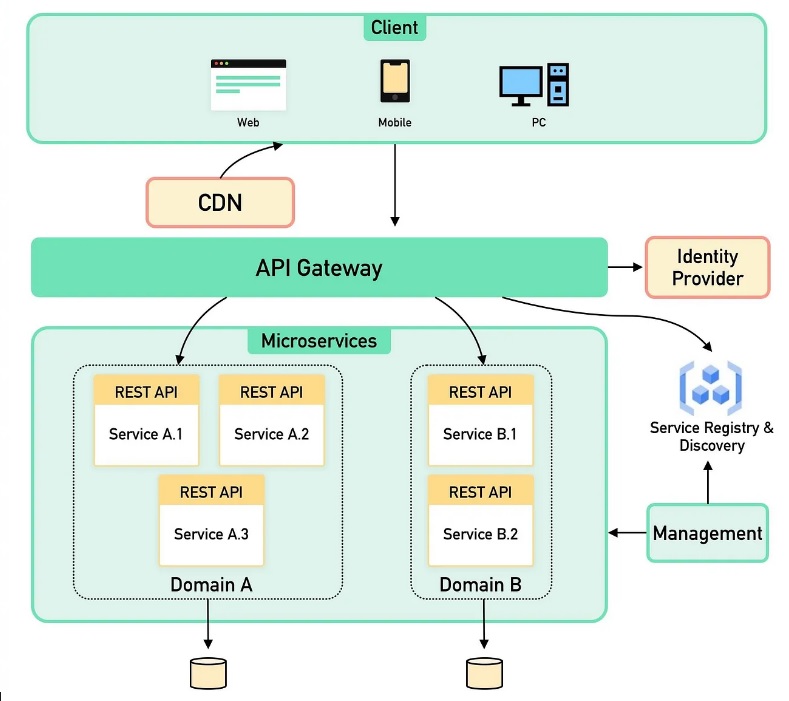 Client
Web
Mobile
PC
CDN
API Gateway
Identity
Provider
Microservices
REST API
Service A.1
REST API
Service A.2
REST API
Service A.3
Domain A
REST API
Service B.1
REST API
Service B.2
Domain B
Service Registry &
Discovery
Management